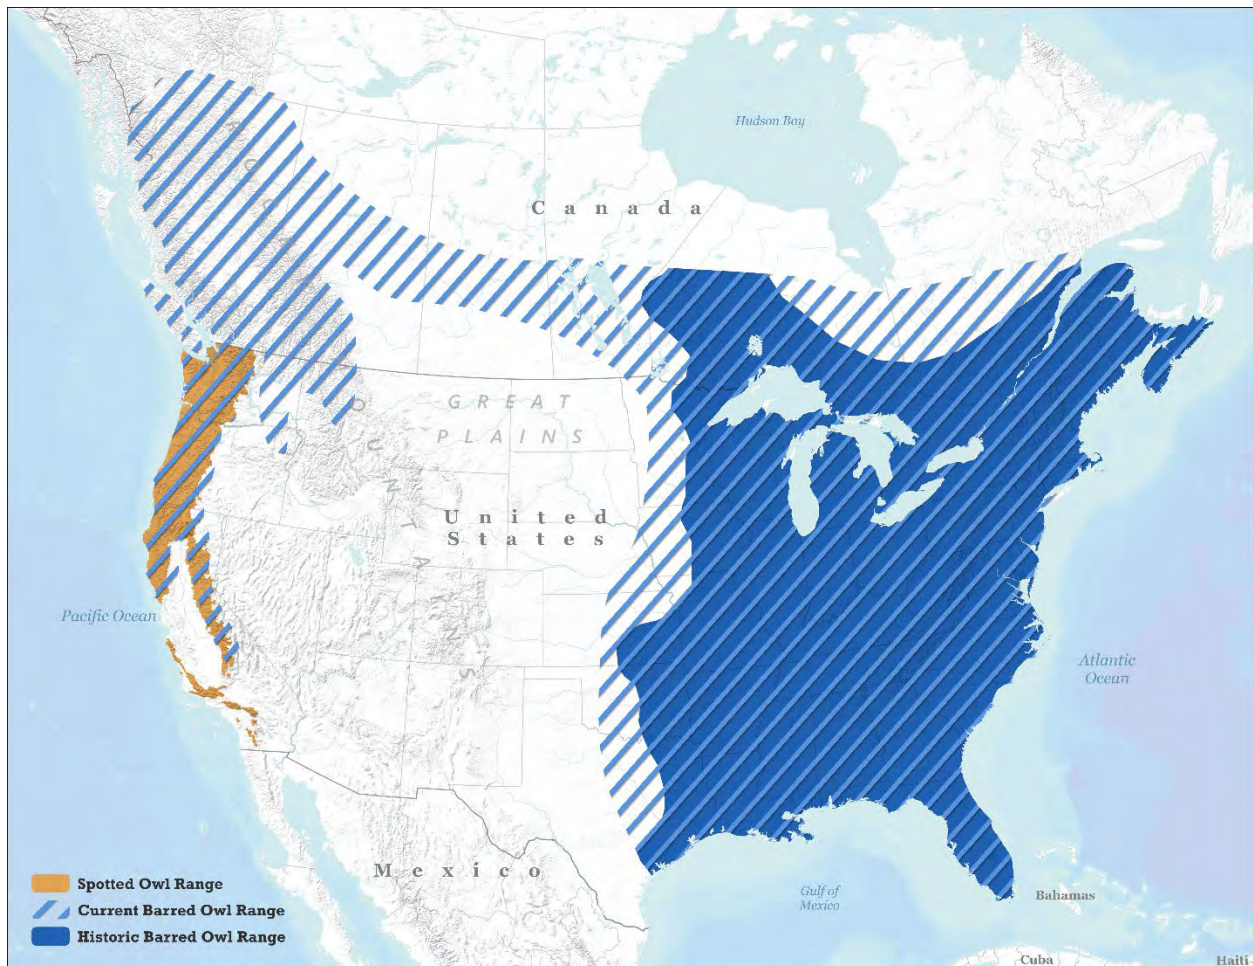 Hudson Bay
C a n a d a
GREAT
PLAINS
United
States
Pacific Ocean
Atlantic
Ocean
Mexico
Gulf of
Mexico
Bahamas
Cuba
Haiti
Spotted Owl Range
Current Barred Owl Range
Historic Barred Owl Range